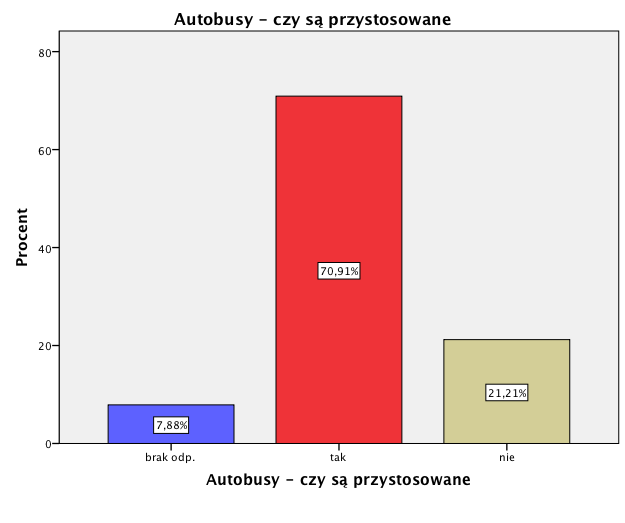 Autobusy – czy są przystosowane
80
60
40
20
0
Procent
7,88%
70,91%
21,21%
brak odp.
tak
nie
Autobusy – czy są przystosowane